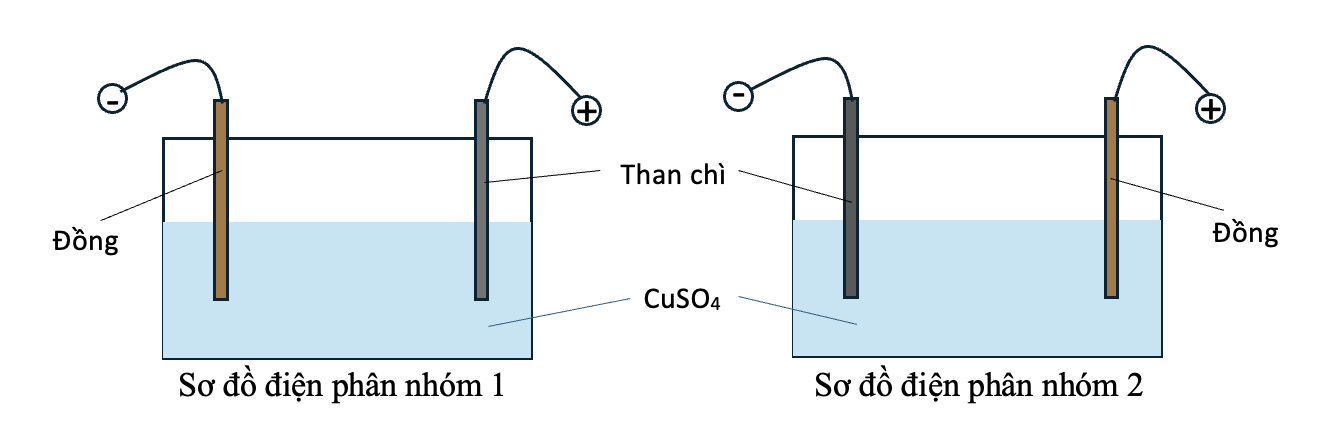 - + - +
Than chì
Đồng Đồng
CuSO₄
Sơ đồ điện phân nhóm 1 Sơ đồ điện phân nhóm 2